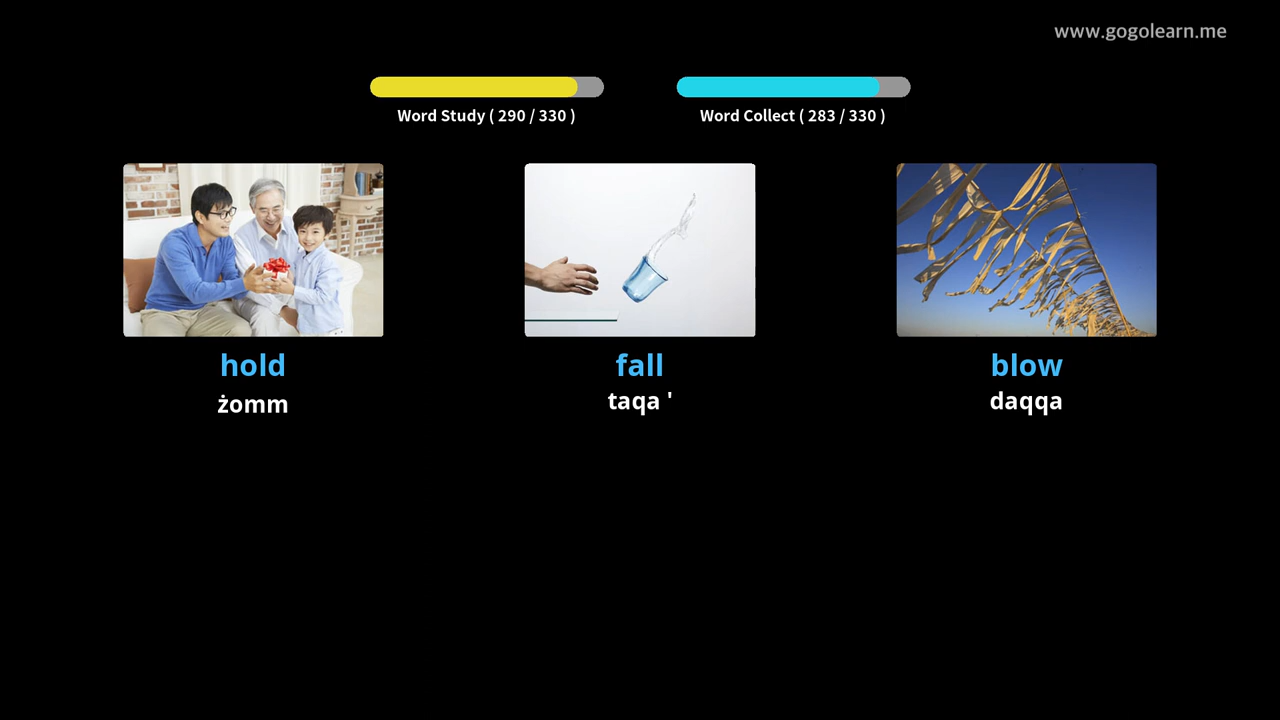 www.gogolearn.me
Word Study ( 290 / 330 )
Word Collect ( 283 / 330 )
hold
fall
blow
żomm
taqa '
daqqa